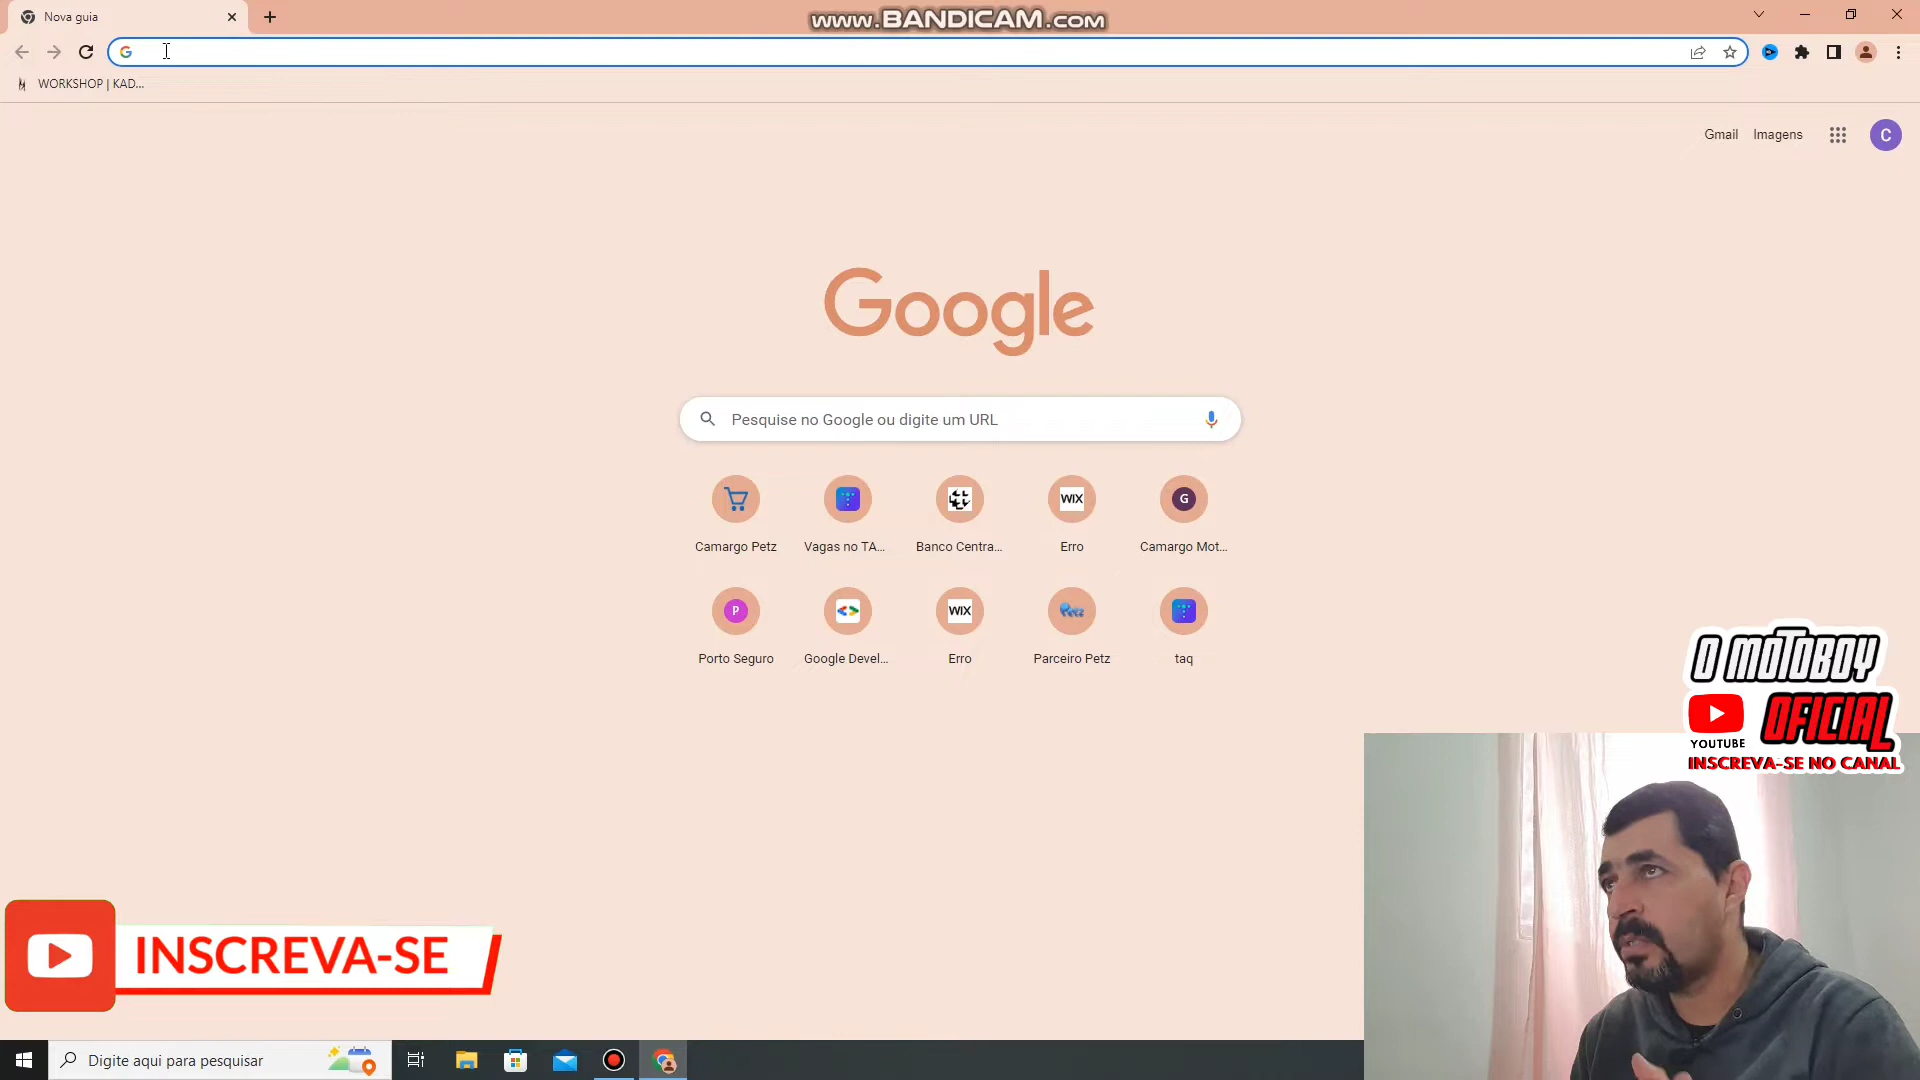 Nova guia
www.BANDICAM.com
WORKSHOP | KAD...
Gmail
Imagens
C
Google
Pesquise no Google ou digite um URL
Camargo Petz
Vagas no TA...
Banco Centra...
WIX
Erro
G
Camargo Mot...
P
Porto Seguro
Google Devel...
WIX
Erro
Petz
Parceiro Petz
taq
O MOTOBOY
OFICIAL
YOUTUBE
INSCREVA-SE NO CANAL
INSCREVA-SE
Digite aqui para pesquisar